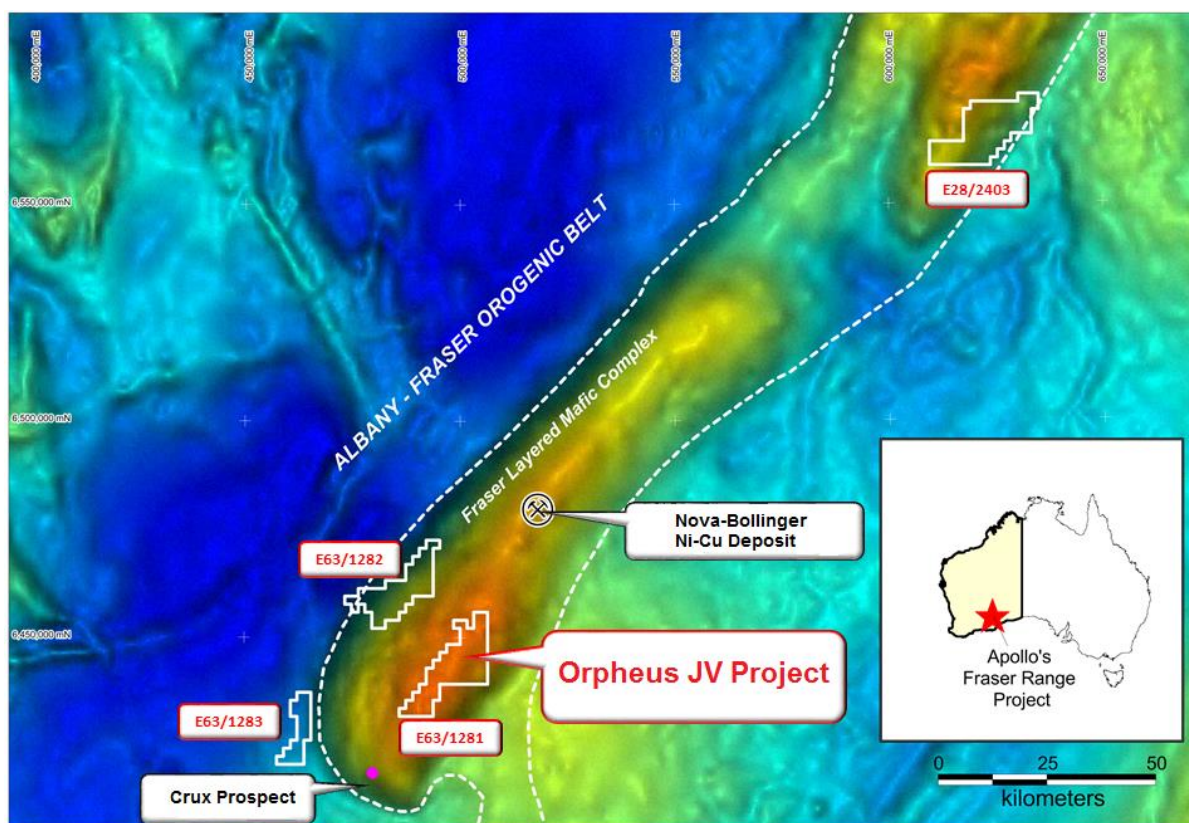 400,000 mE
450,000 mE
500,000 mE
550,000 mE
600,000 mE
650,000 mE
E28/2403
6,550,000 mN
ALBANY - FRASER OROGENIC BELT
Fraser Layered Mafic Complex
6,500,000 mN
Nova-Bollinger
Ni-Cu Deposit
E63/1282
6,450,000 mN
Orpheus JV Project
E63/1283
E63/1281
Crux Prospect
Apollo's
Fraser Range
Project
0 25 50
kilometers